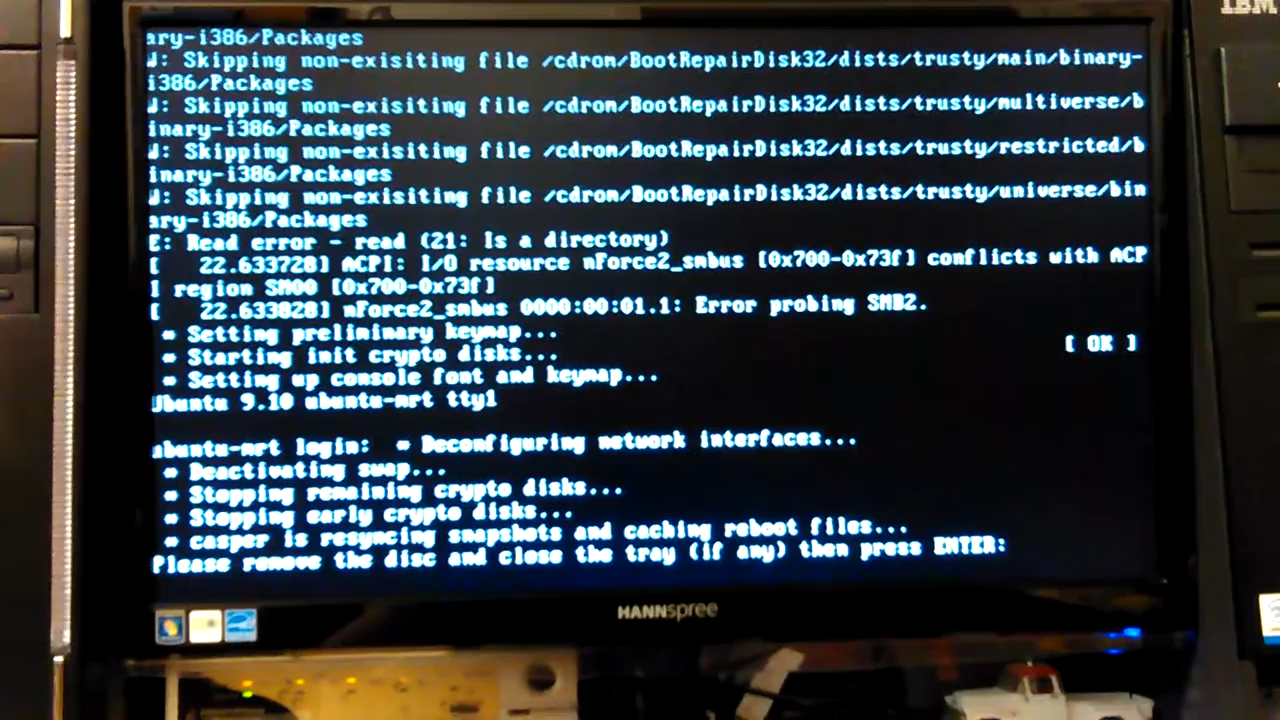 ary-i386/Packages
W: Skipping non-exisiting file /cdrom/BootRepairDisk32/dists/trusty/main/binary-
i386/Packages
W: Skipping non-exisiting file /cdrom/BootRepairDisk32/dists/trusty/multiverse/b
inary-i386/Packages
W: Skipping non-exisiting file /cdrom/BootRepairDisk32/dists/trusty/restricted/b
inary-i386/Packages
W: Skipping non-exisiting file /cdrom/BootRepairDisk32/dists/trusty/universe/bin
ary-i386/Packages
E: Read error - read (21: Is a directory)
[   22.633728] ACPI: I/O resource nForce2_smbus [0x700-0x73f] conflicts with ACP
I region SM00 [0x700-0x73f]
[   22.633828] nForce2_smbus 0000:00:01.1: Error probing SMB2.
* Setting preliminary keymap...
* Starting init crypto disks... [ OK ]
* Setting up console font and keymap...
Ubuntu 9.10 ubuntu-mrt tty1
ubuntu-mrt login:  * Deconfiguring network interfaces...
* Deactivating swap...
* Stopping remaining crypto disks...
* Stopping early crypto disks...
* casper is resyncing snapshots and caching reboot files...
Please remove the disc and close the tray (if any) then press ENTER:
HANNspree
IBM